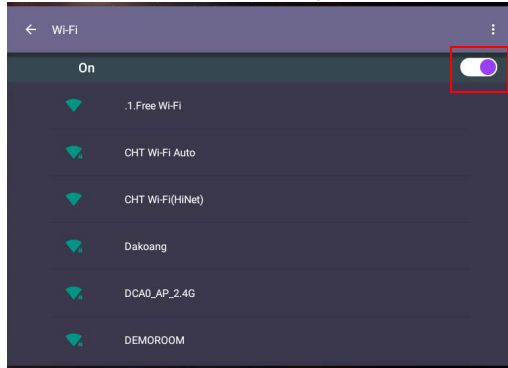 Wi-Fi
On
.1.Free Wi-Fi
CHT Wi-Fi Auto
CHT Wi-Fi(HiNet)
Dakoang
DCA0_AP_2.4G
DEMOROOM